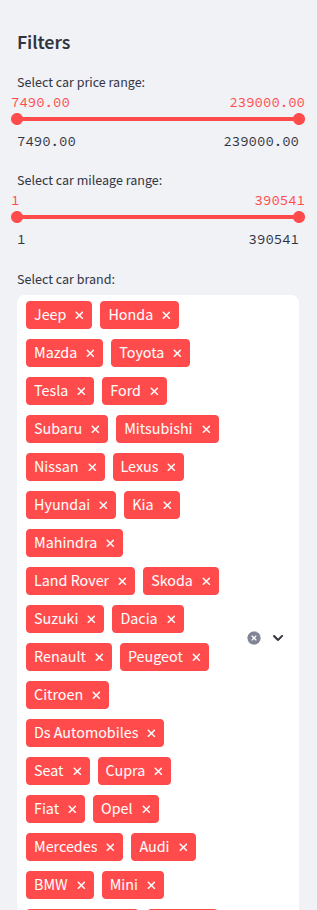 Filters
Select car price range:
7490.00 239000.00
7490.00 239000.00
Select car mileage range:
1 390541
1 390541
Select car brand:
Jeep × Honda ×
Mazda × Toyota ×
Tesla × Ford ×
Subaru × Mitsubishi ×
Nissan × Lexus ×
Hyundai × Kia ×
Mahindra ×
Land Rover × Skoda ×
Suzuki × Dacia ×
Renault × Peugeot ×
Citroen ×
Ds Automobiles ×
Seat × Cupra ×
Fiat × Opel ×
Mercedes × Audi ×
BMW × Mini ×